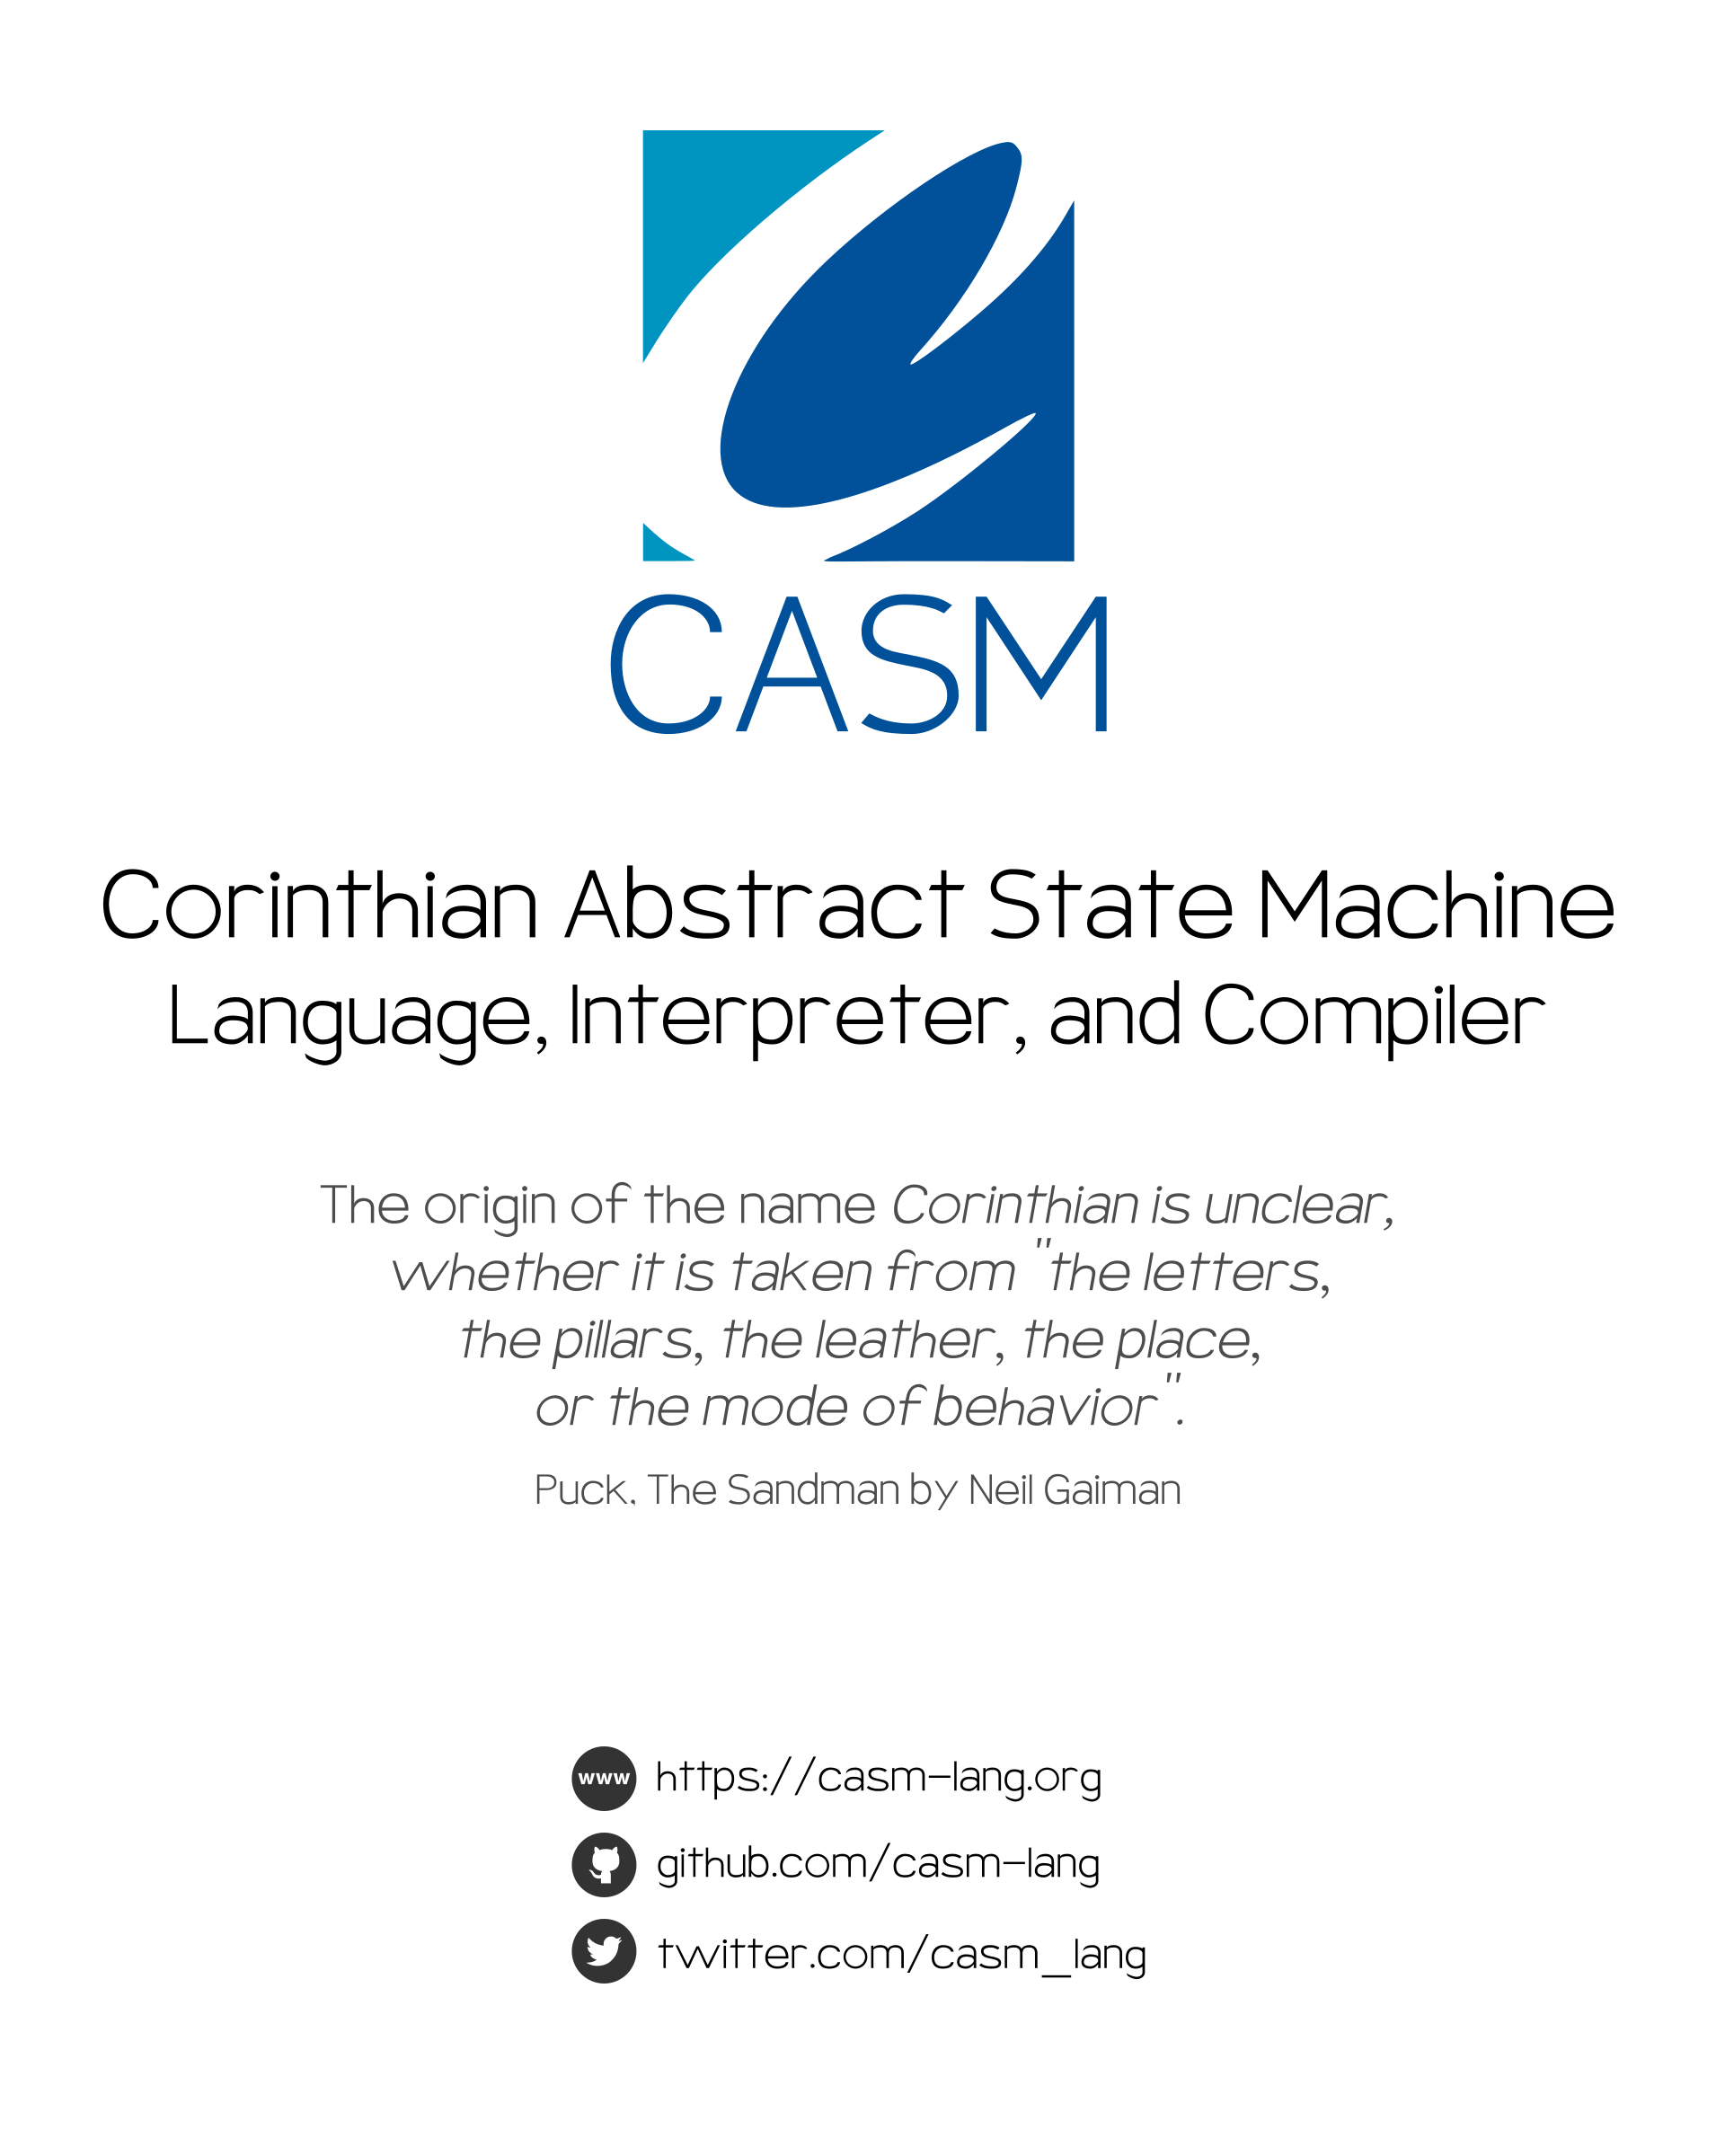 CASM
Corinthian Abstract State Machine
Language, Interpreter, and Compiler
The origin of the name Corinthian is unclear,
whether it is taken from "the letters,
the pillars, the leather, the place,
or the mode of behavior".
Puck, The Sandman by Neil Gaiman
www https://casm-lang.org
github.com/casm-lang
twitter.com/casm_lang